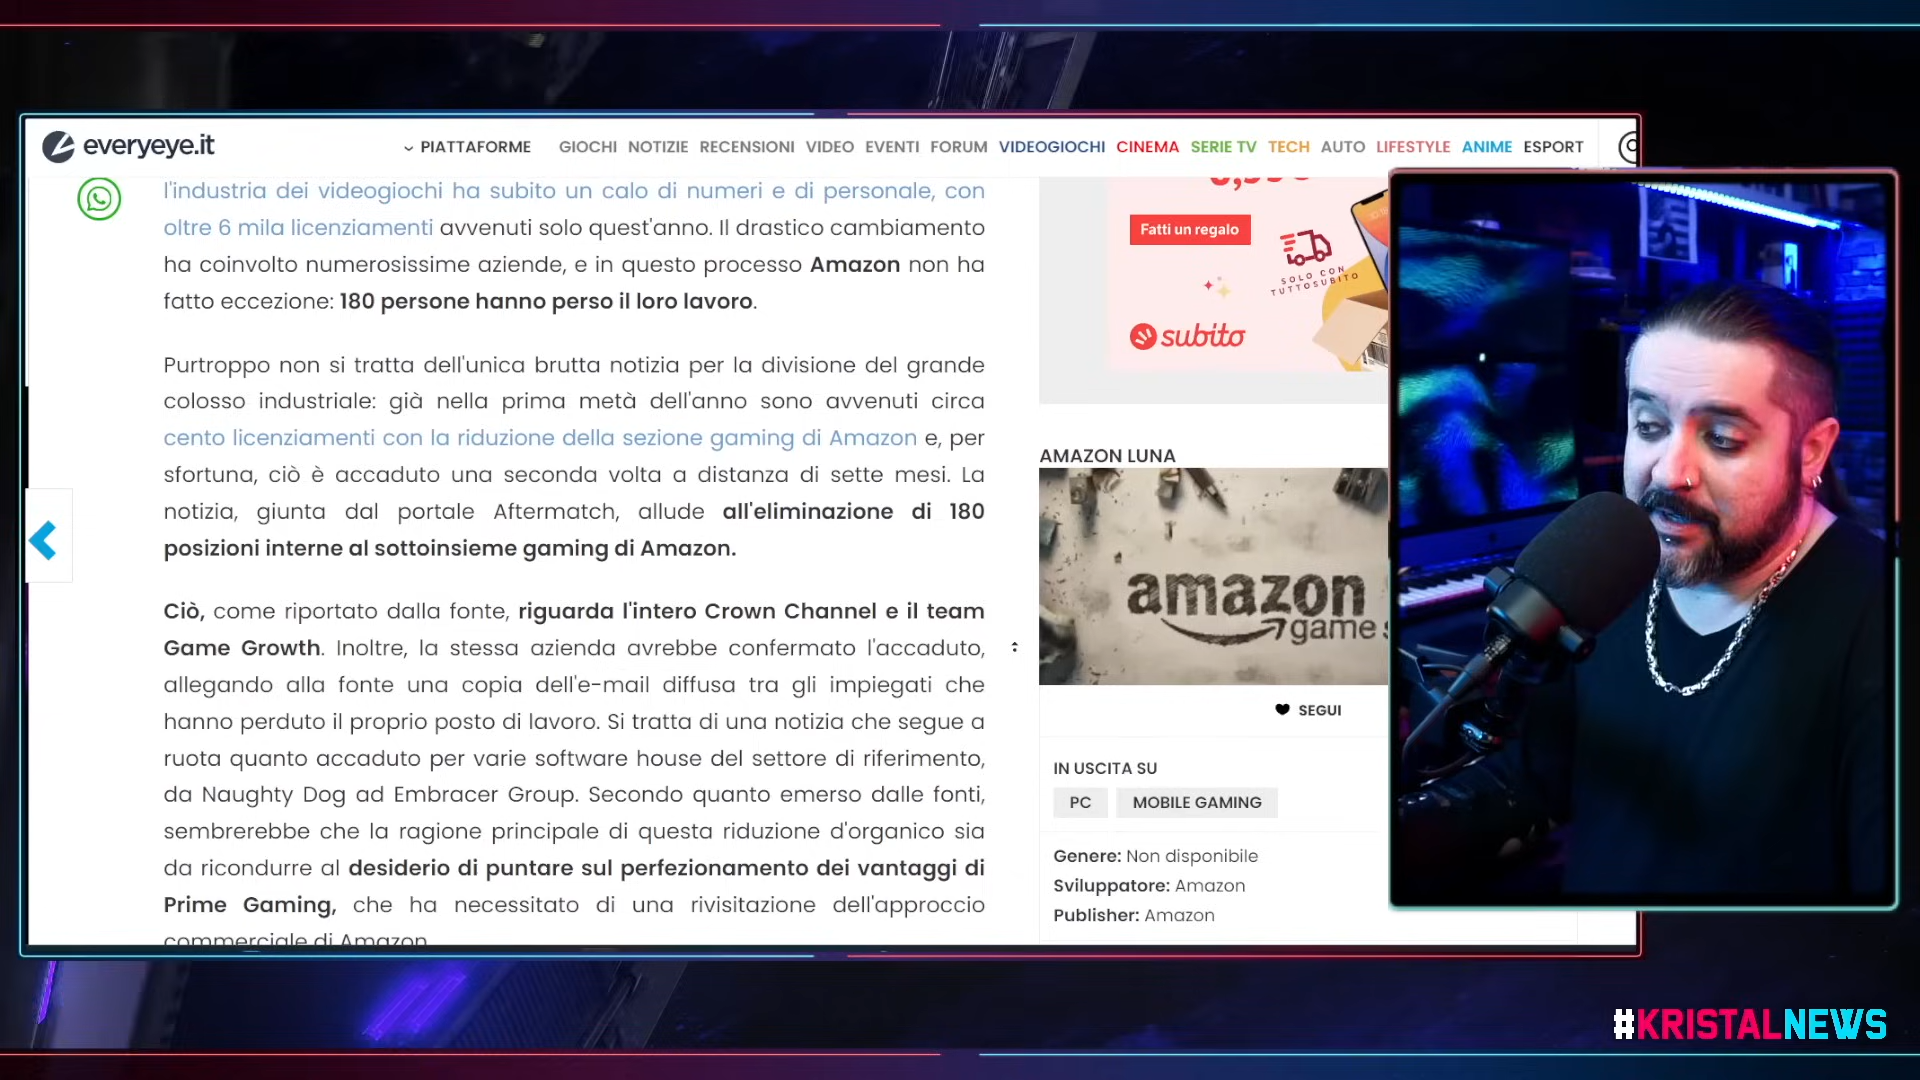 everyeye.it
PIATTAFORME GIOCHI NOTIZIE RECENSIONI VIDEO EVENTI FORUM VIDEOGIOCHI CINEMA SERIE TV TECH AUTO LIFESTYLE ANIME ESPORT
l'industria dei videogiochi ha subito un calo di numeri e di personale, con
oltre 6 mila licenziamenti avvenuti solo quest'anno. Il drastico cambiamento
ha coinvolto numerosissime aziende, e in questo processo Amazon non ha
fatto eccezione: 180 persone hanno perso il loro lavoro.
Purtroppo non si tratta dell'unica brutta notizia per la divisione del grande
colosso industriale: già nella prima metà dell'anno sono avvenuti circa
cento licenziamenti con la riduzione della sezione gaming di Amazon e, per
sfortuna, ciò è accaduto una seconda volta a distanza di sette mesi. La
notizia, giunta dal portale Aftermatch, allude all'eliminazione di 180
posizioni interne al sottoinsieme gaming di Amazon.
Ciò, come riportato dalla fonte, riguarda l'intero Crown Channel e il team
Game Growth. Inoltre, la stessa azienda avrebbe confermato l'accaduto,
allegando alla fonte una copia dell'e-mail diffusa tra gli impiegati che
hanno perduto il proprio posto di lavoro. Si tratta di una notizia che segue a
ruota quanto accaduto per varie software house del settore di riferimento,
da Naughty Dog ad Embracer Group. Secondo quanto emerso dalle fonti,
sembrerebbe che la ragione principale di questa riduzione d'organico sia
da ricondurre al desiderio di puntare sul perfezionamento dei vantaggi di
Prime Gaming, che ha necessitato di una rivisitazione dell'approccio
commerciale di Amazon
Fatti un regalo
SOLO CON
TUTTOSUBITO
subito
AMAZON LUNA
amazon
game
SEGUI
IN USCITA SU
PC MOBILE GAMING
Genere: Non disponibile
Sviluppatore: Amazon
Publisher: Amazon
#KRISTALNEWS